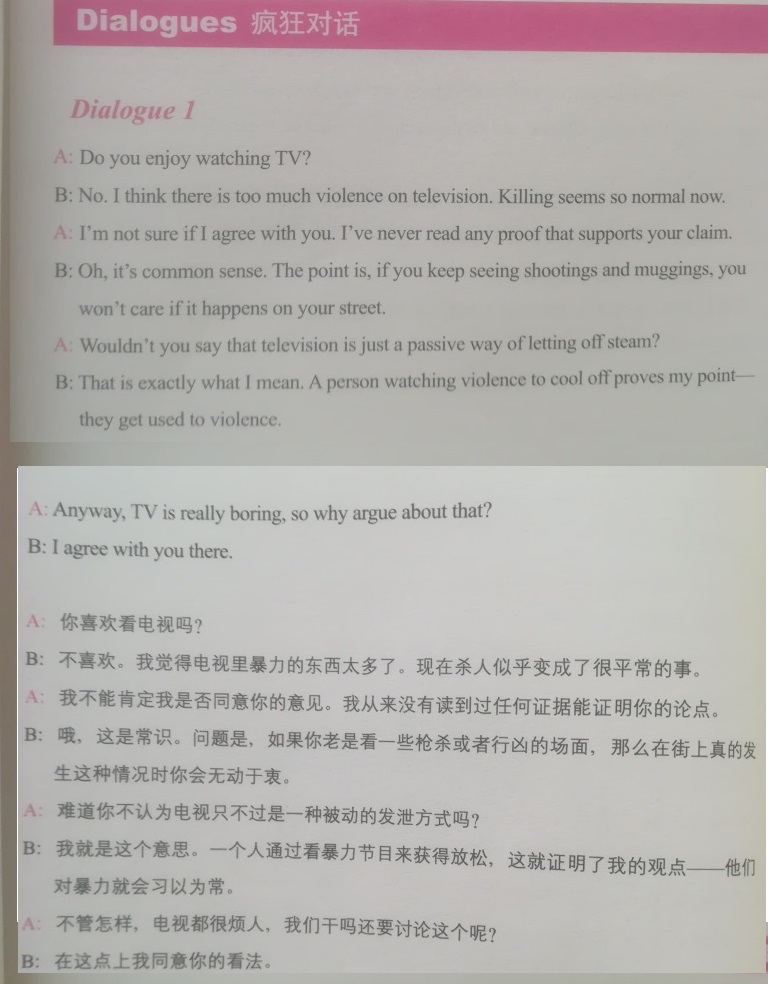 Dialogues 疯狂对话
Dialogue 1
A: Do you enjoy watching TV?
B: No. I think there is too much violence on television. Killing seems so normal now.
A: I'm not sure if I agree with you. I've never read any proof that supports your claim.
B: Oh, it's common sense. The point is, if you keep seeing shootings and muggings, you
won't care if it happens on your street.
A: Wouldn't you say that television is just a passive way of letting off steam?
B: That is exactly what I mean. A person watching violence to cool off proves my point—
they get used to violence.
A: Anyway, TV is really boring, so why argue about that?
B: I agree with you there.
A: 你喜欢看电视吗?
B: 不喜欢。我觉得电视里暴力的东西太多了。现在杀人似乎变成了很平常的事。
A: 我不能肯定我是否同意你的意见。我从来没有读到过任何证据能证明你的论点。
B: 哦，这是常识。问题是，如果你老是看一些枪杀或者行凶的场面，那么在街上真的发
生这种情况时你会无动于衷。
A: 难道你不认为电视只不过是一种被动的发泄方式吗?
B: 我就是这个意思。一个人通过看暴力节目来获得放松，这就证明了我的观点——他们
对暴力就会习以为常。
A: 不管怎样，电视都很烦人，我们干吗还要讨论这个呢?
B: 在这点上我同意你的看法。